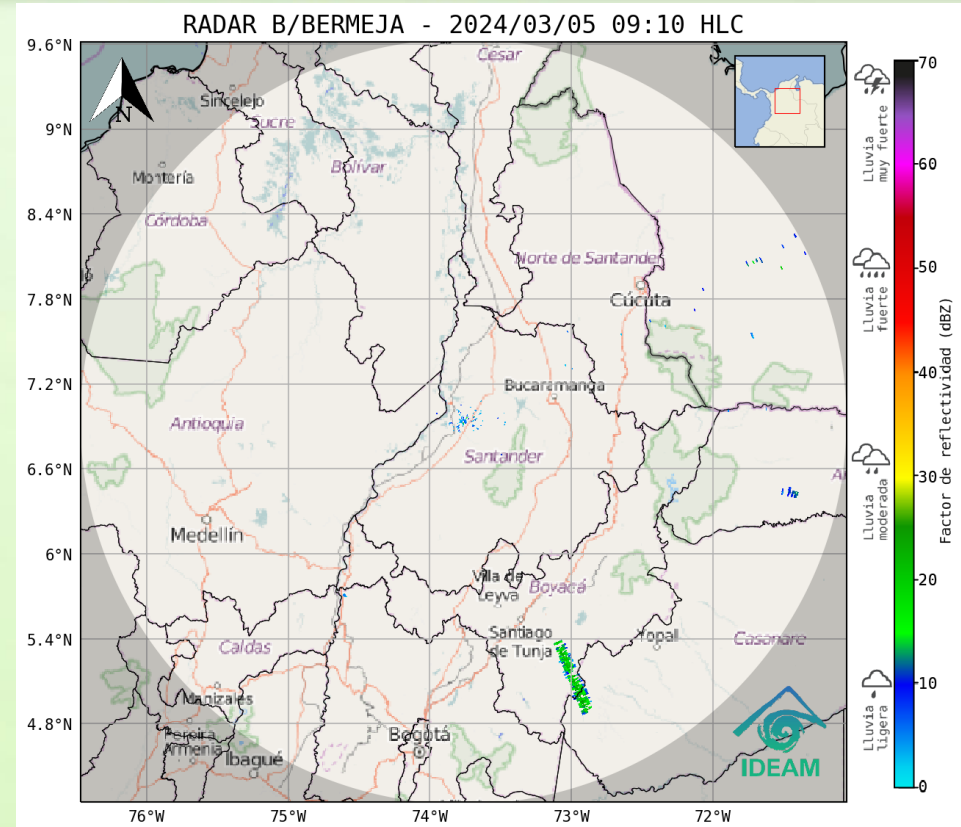 RADAR B/BERMEJA - 2024/03/05 09:10 HLC
9.6°N
9°N
8.4°N
7.8°N
7.2°N
6.6°N
6°N
5.4°N
4.8°N
76°W
75°W
74°W
73°W
72°W
N
Cesar
Sincelejo
Sucre
Bolívar
Montería
Córdoba
Norte de Santander
Cúcuta
Bucaramanga
Antioquia
Santander
Medellín
Villa de
Leyva
Boyacá
Santiago
de Tunja
Yopal
Casanare
Caldas
Manizales
Pereira
Armenia
Ibagué
Bogotá
IDEAM
70
60
50
40
30
20
10
0
Lluvia
muy fuerte
Lluvia
fuerte
Lluvia
moderada
Lluvia
ligera
Factor de reflectividad (dBZ)